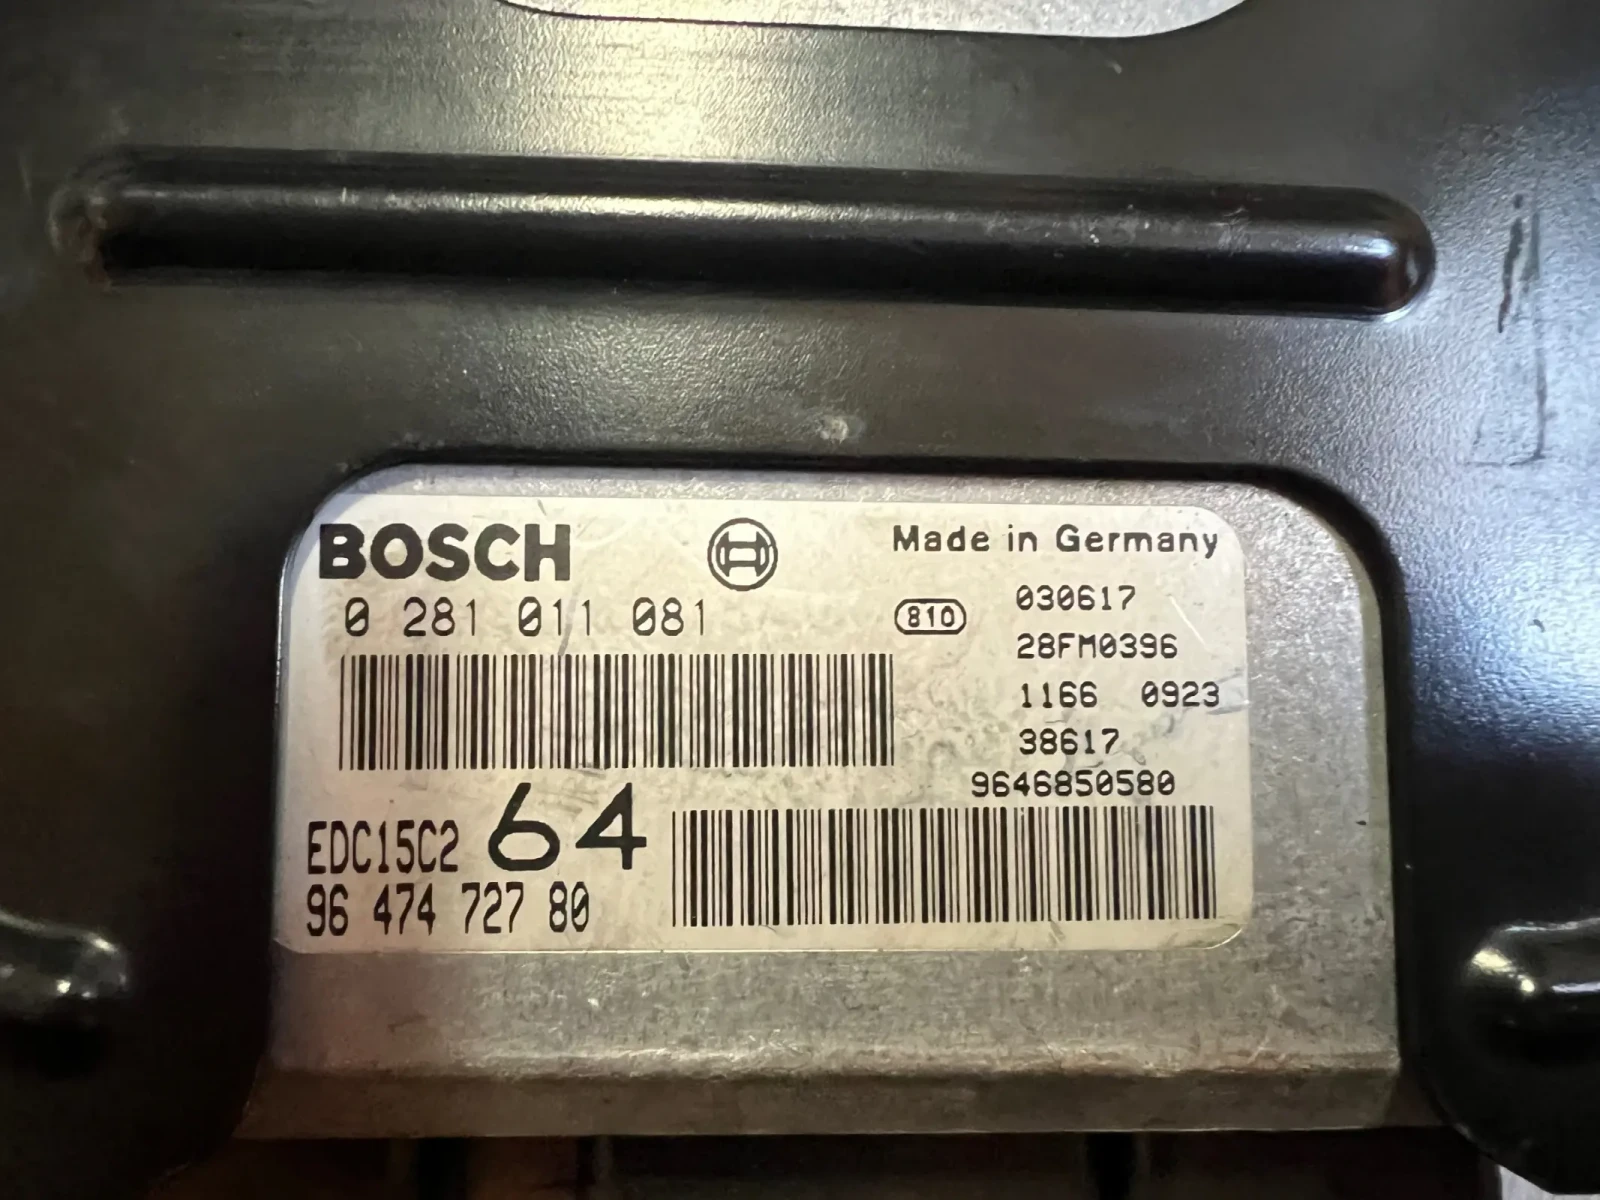 BOSCH
Made in Germany
0 281 011 081
810
030617
28FM0396
1166 0923
38617
9646850580
EDC15C2 64
96 474 727 80